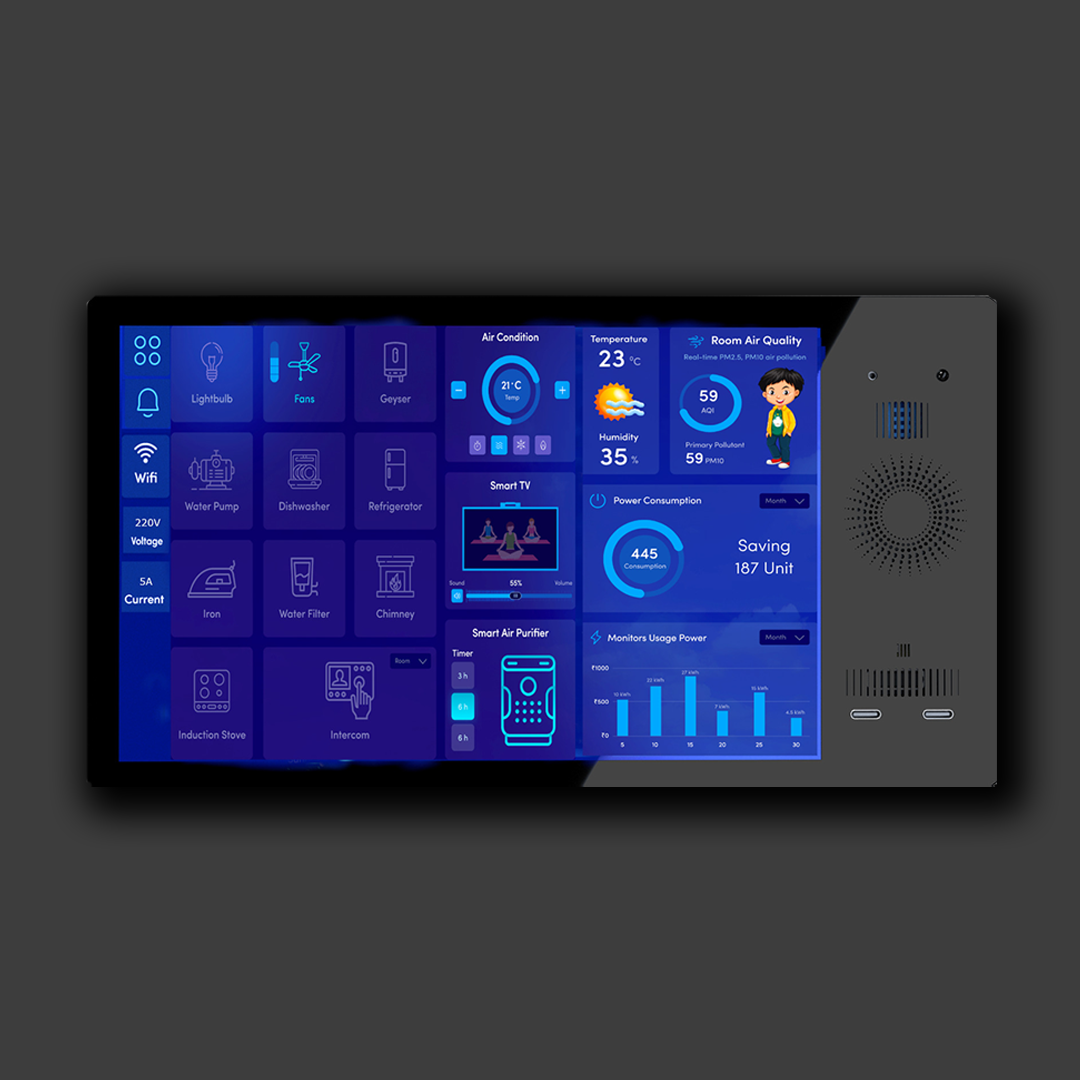 Wifi
220V
Voltage
5A
Current
Lightbulb
Fans
Geyser
Water Pump
Dishwasher
Refrigerator
Iron
Water Filter
Chimney
Induction Stove
Room
Intercom
Air Condition
21°C
Temp
Smart TV
Sound
55%
Volume
Smart Air Purifier
Timer
3 h
6 h
6 h
Temperature
23 °C
Humidity
35 %
Room Air Quality
Real-time PM2.5, PM10 air pollution
59
AQI
Primary Pollutant
59 PM10
Power Consumption
Month
445
Consumption
Saving
187 Unit
Monitors Usage Power
Month
₹1000
₹500
₹0
10 kWh
22 kWh
27 kWh
7 kWh
15 kWh
4.5 kWh
5 10 15 20 25 30